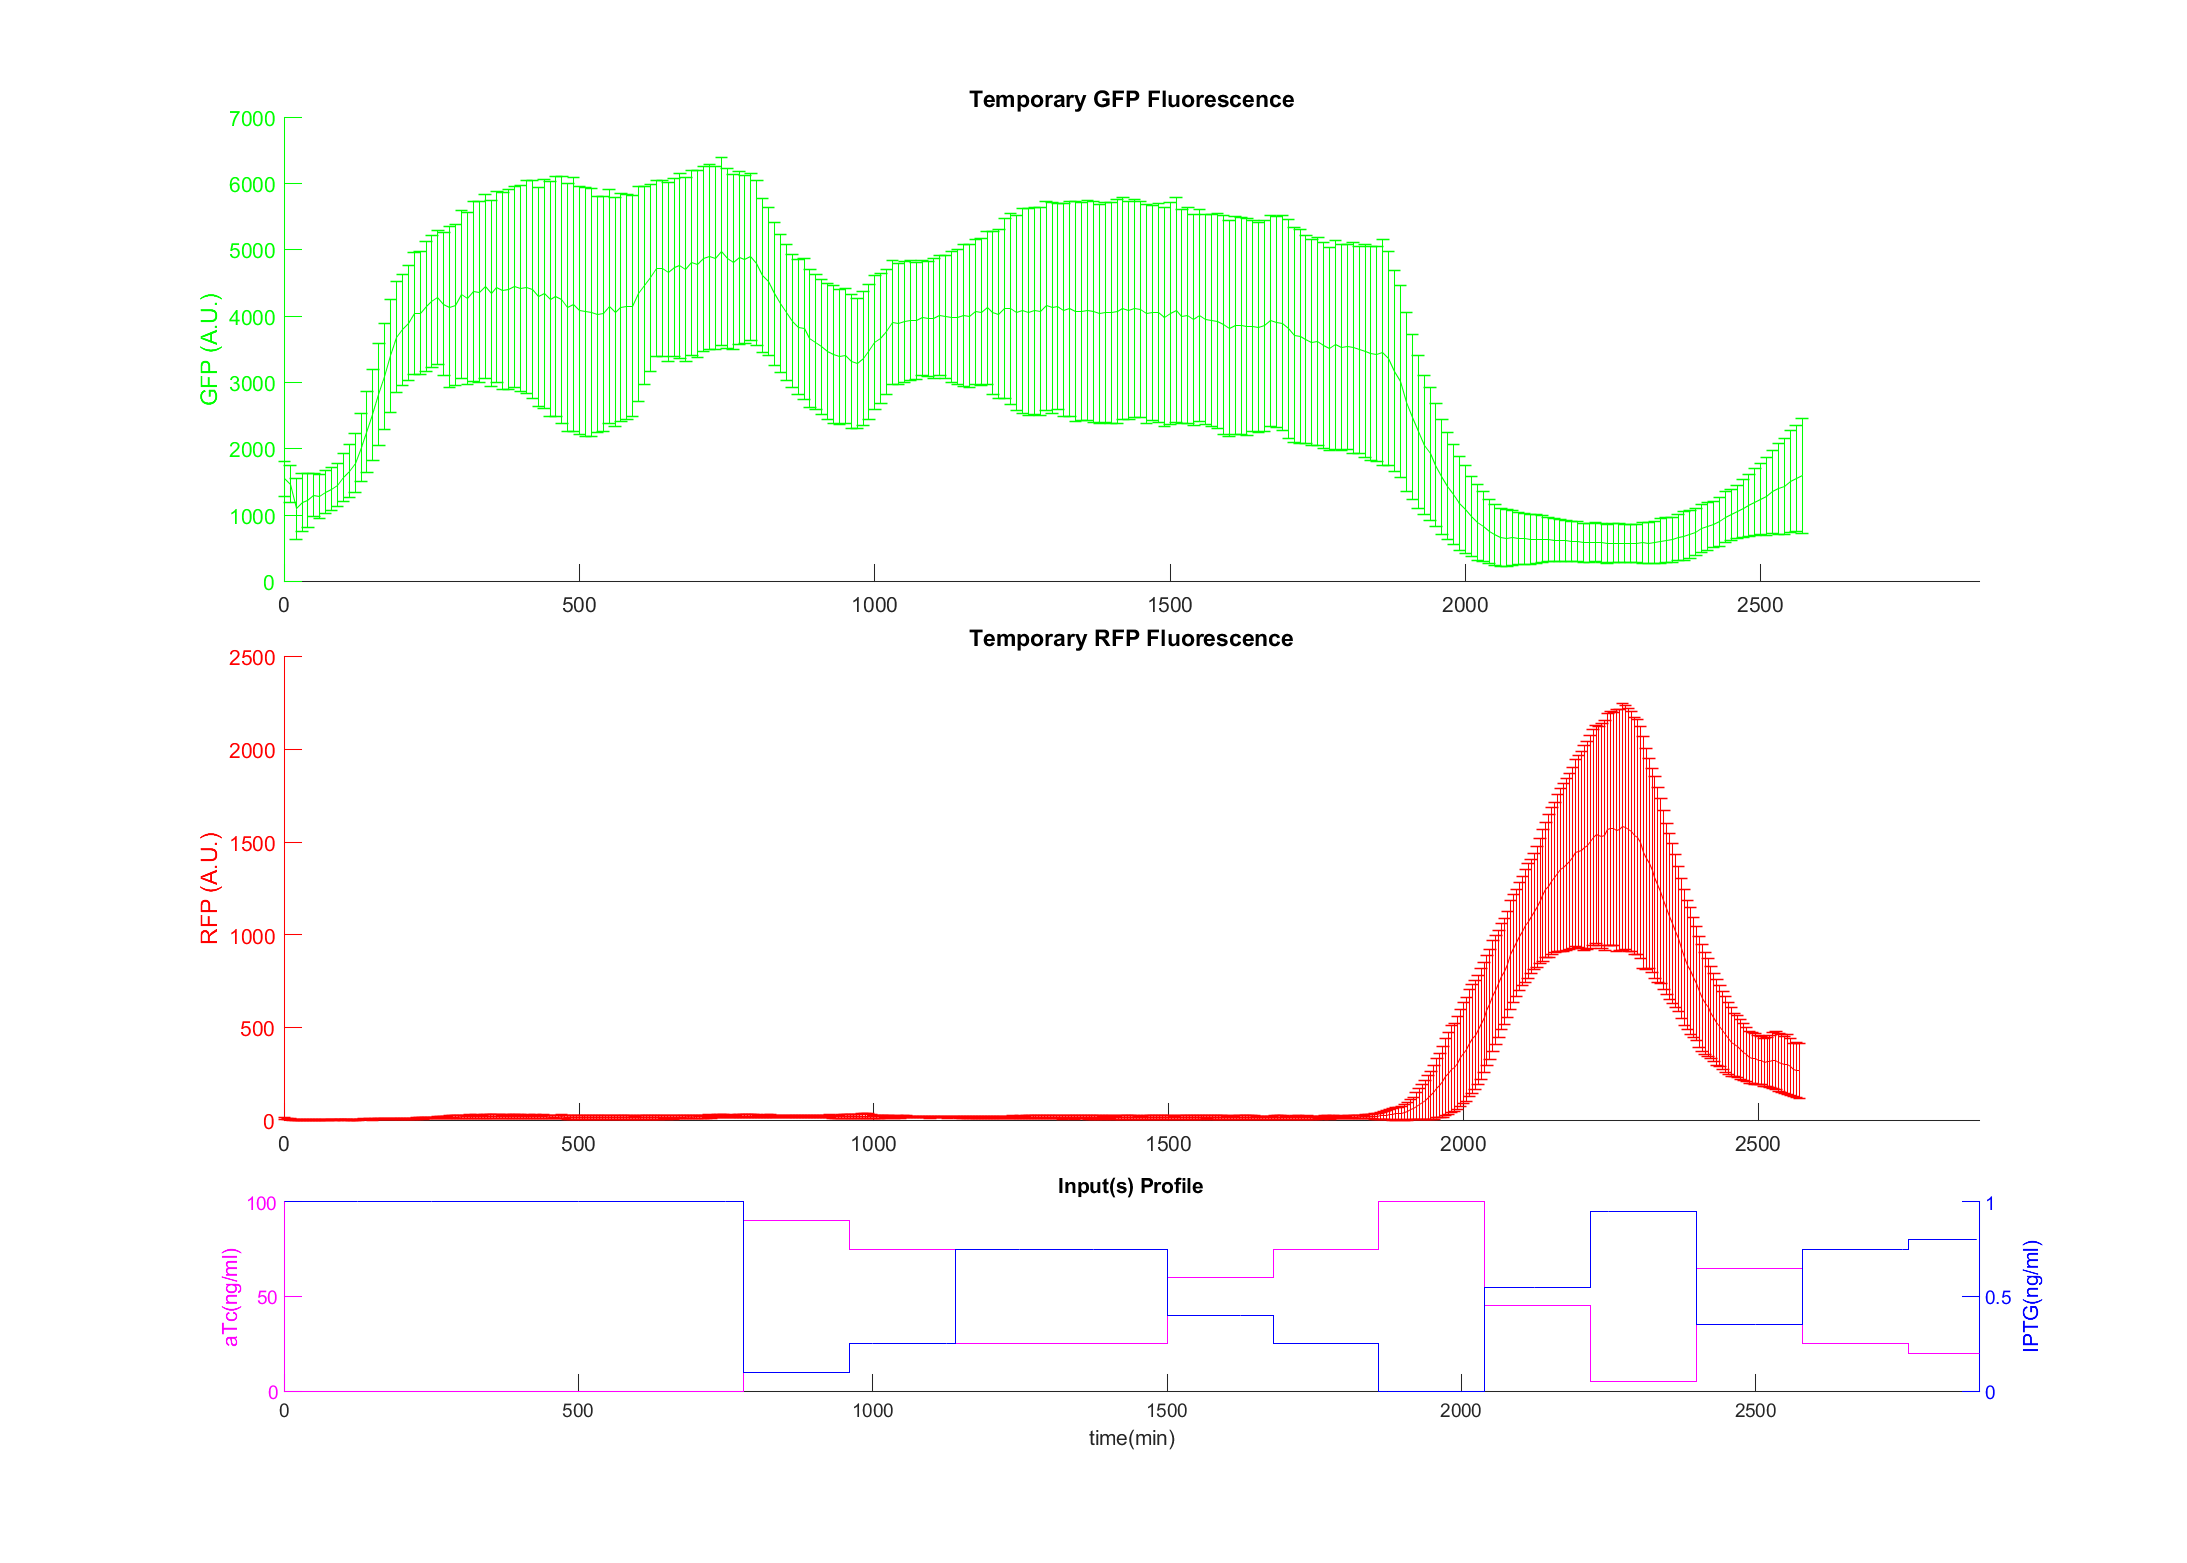 Temporary GFP Fluorescence
7000
6000
5000
4000
3000
2000
1000
0
GFP (A.U.)
0 500 1000 1500 2000 2500
Temporary RFP Fluorescence
2500
2000
1500
1000
500
0
RFP (A.U.)
0 500 1000 1500 2000 2500
Input(s) Profile
100
50
0
aTc(ng/ml)
1
0.5
0
IPTG(ng/ml)
0 500 1000 1500 2000 2500
time(min)